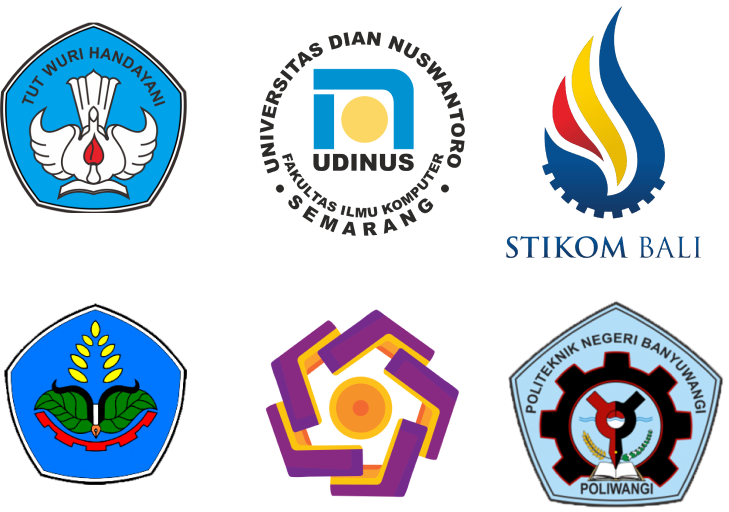 TUT WURI HANDAYANI
UNIVERSITAS DIAN NUSWANTORO
UDINUS
FAKULTAS ILMU KOMPUTER
• SEMARANG •
STIKOM BALI
POLITEKNIK NEGERI BANYUWANGI
POLIWANGI